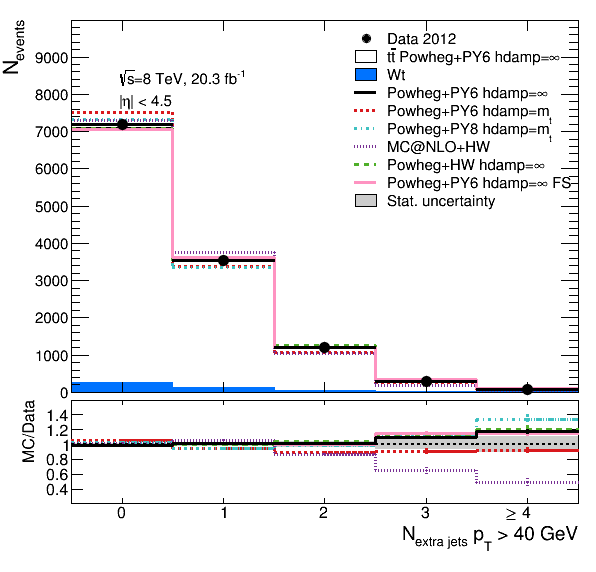 N_events
9000
8000
7000
6000
5000
4000
3000
2000
1000
0
√s=8 TeV, 20.3 fb⁻¹
|η| < 4.5
Data 2012
tt̄ Powheg+PY6 hdamp=∞
Wt
Powheg+PY6 hdamp=∞
Powheg+PY6 hdamp=m_t
Powheg+PY8 hdamp=m_t
MC@NLO+HW
Powheg+HW hdamp=∞
Powheg+PY6 hdamp=∞ FS
Stat. uncertainty
MC/Data
1.4
1.2
1
0.8
0.6
0.4
0 1 2 3 ≥ 4
N_extra jets p_T > 40 GeV